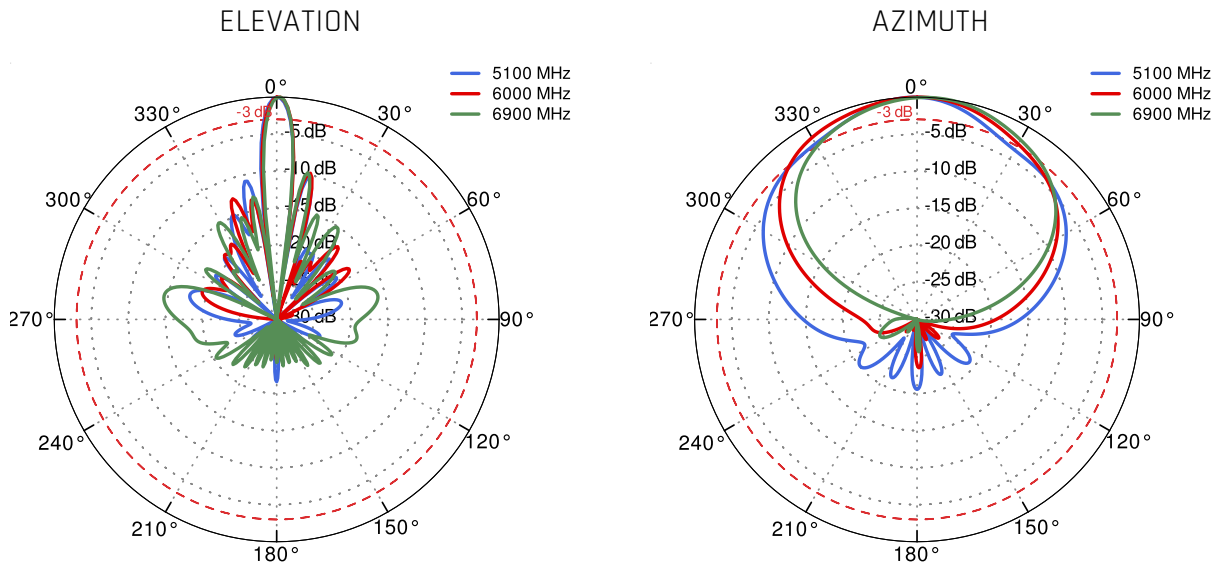 ELEVATION
5100 MHz
6000 MHz
6900 MHz
0°
330°
30°
-3 dB
-5 dB
-10 dB
300°
60°
-15 dB
-20 dB
-30 dB
270°
90°
240°
120°
210°
150°
180°
AZIMUTH
5100 MHz
6000 MHz
6900 MHz
0°
330°
30°
-3 dB
-5 dB
-10 dB
300°
60°
-15 dB
-20 dB
-25 dB
-30 dB
270°
90°
240°
120°
210°
150°
180°